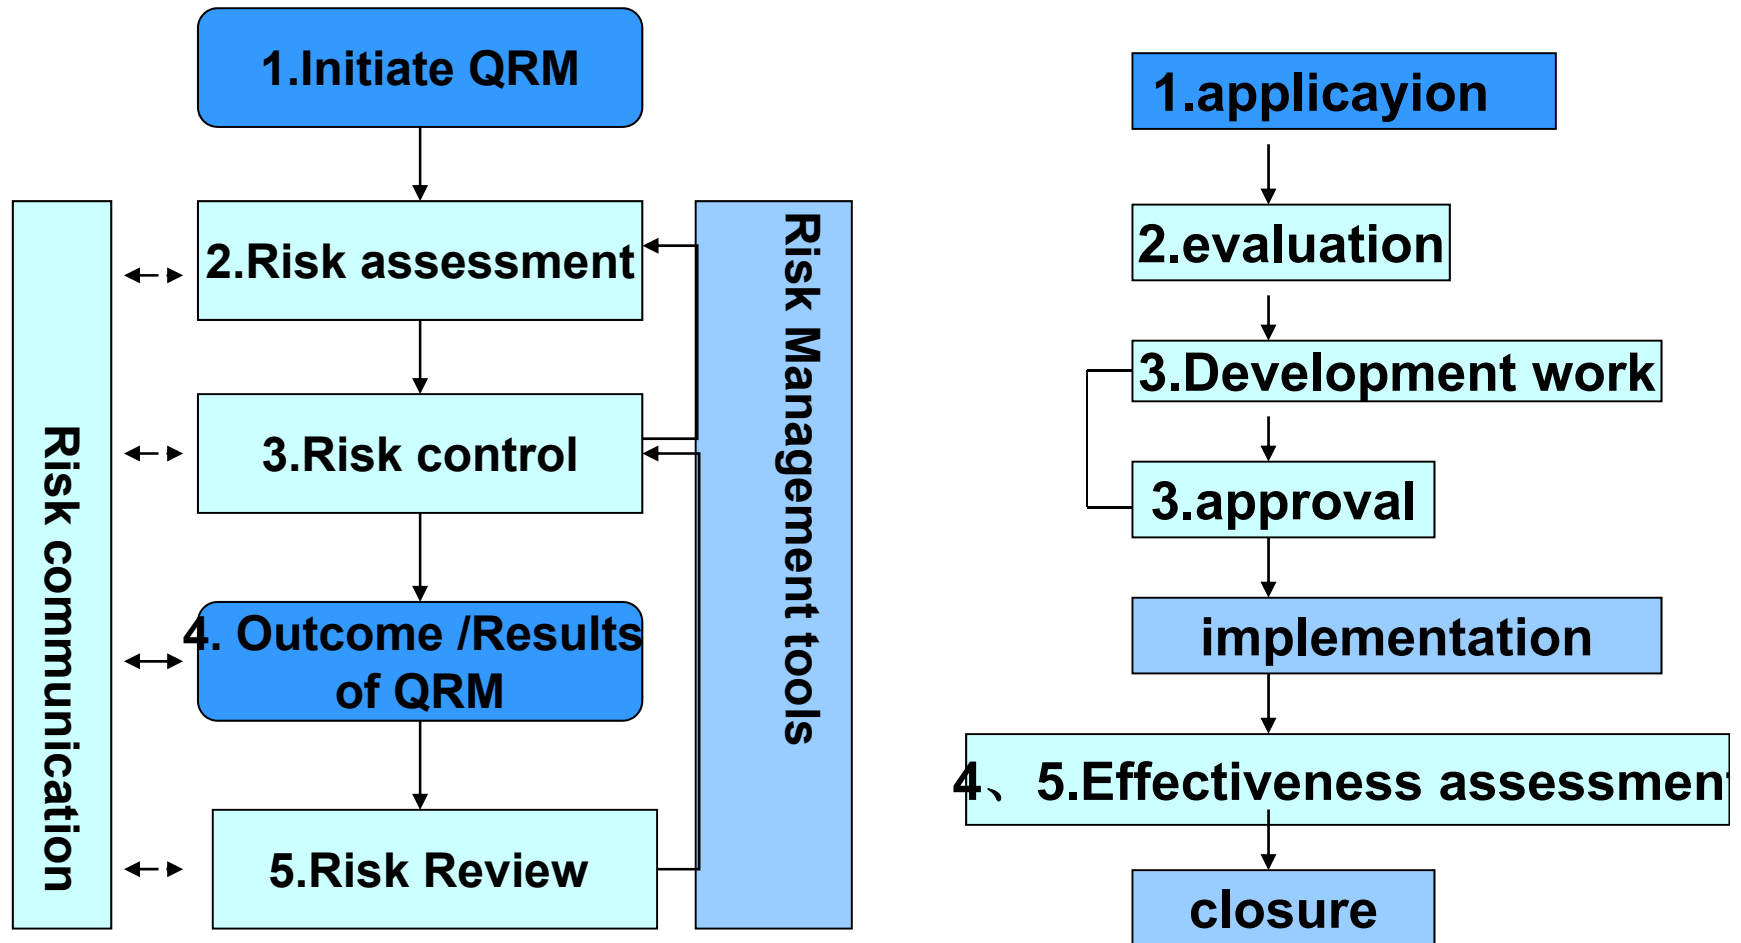 1.Initiate QRM
2.Risk assessment
3.Risk control
4. Outcome /Results
of QRM
5.Risk Review
Risk communication
Risk Management tools
1.applicayion
2.evaluation
3.Development work
3.approval
implementation
4、5.Effectiveness assessment
closure